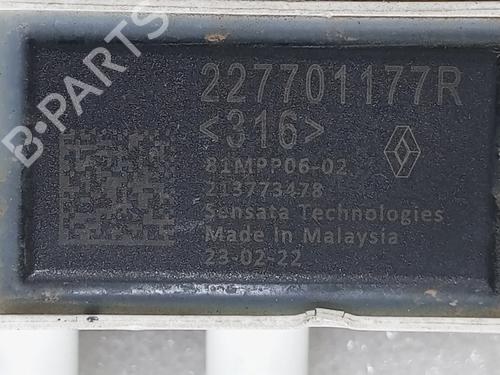 227701177R
<316>
81MPP06-02
213773478
Sensata Technologies
Made In Malaysia
23-02-22
B-PARTS